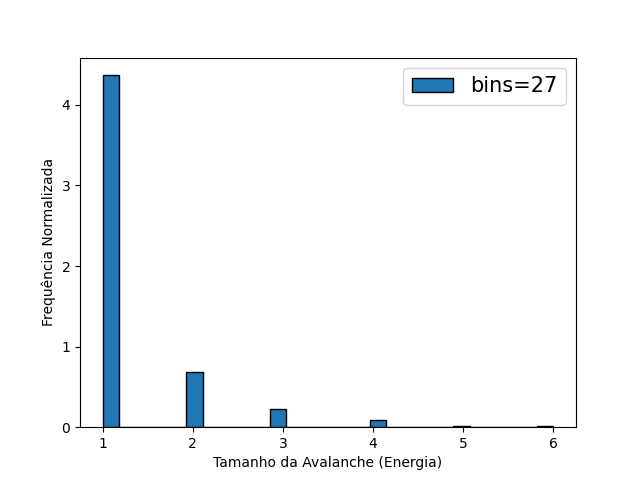 bins=27
Frequência Normalizada
4
3
2
1
0
1 2 3 4 5 6
Tamanho da Avalanche (Energia)